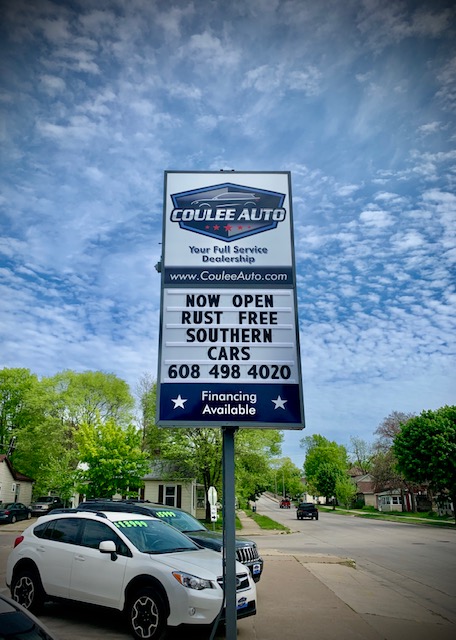 COULEE AUTO
Your Full Service
Dealership
www.CouleeAuto.com
NOW OPEN
RUST FREE
SOUTHERN
CARS
608 498 4020
Financing
Available